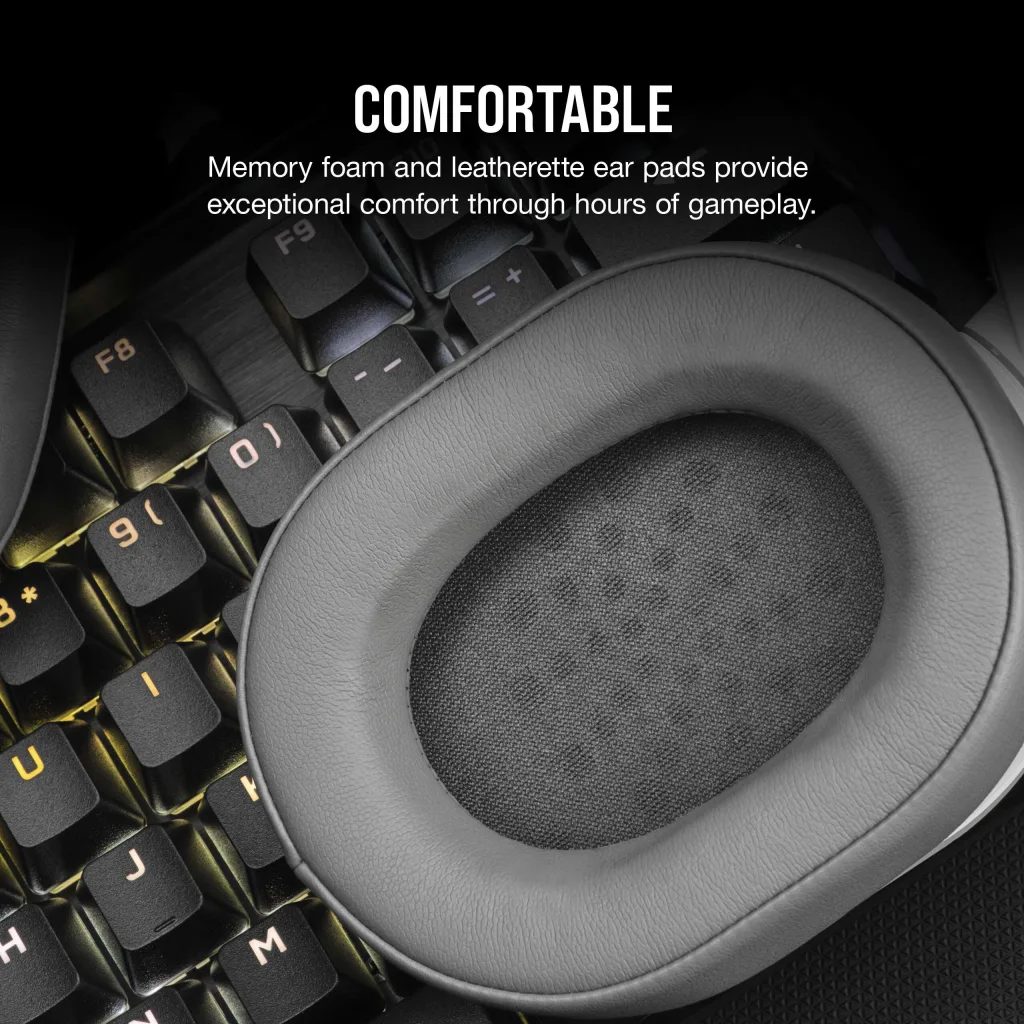 COMFORTABLE
Memory foam and leatherette ear pads provide
exceptional comfort through hours of gameplay.
F9
= +
F8
- -
0 )
9 (
8 *
I
U
J
H
M
N